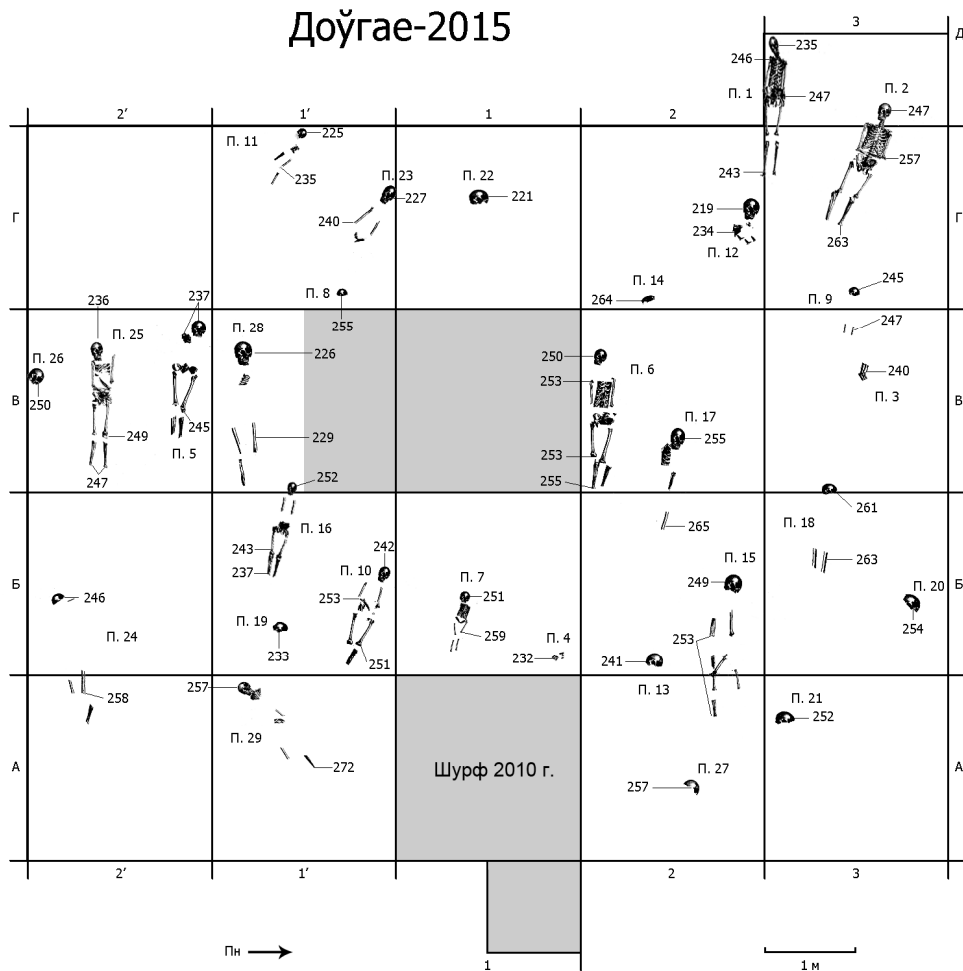 Доўгае-2015
3
Д
235
246
П. 1
247
П. 2
247
257
243
263
2’
1’
1
2
П. 11
225
235
П. 23
227
240
П. 22
221
219
234
П. 12
Г
Г
П. 8
255
П. 14
264
245
П. 9
236
237
П. 25
П. 26
250
249
247
245
П. 5
П. 28
226
229
250
253
П. 6
253
255
П. 17
255
247
240
П. 3
В
В
252
П. 16
243
237
242
П. 10
253
251
П. 19
233
П. 7
251
259
П. 4
232
265
П. 15
249
253
241
П. 13
261
П. 18
263
П. 20
254
Б
Б
246
П. 24
258
257
П. 29
272
Шурф 2010 г.
П. 27
257
П. 21
252
А
А
2’
1’
2
3
Пн
1
1 м